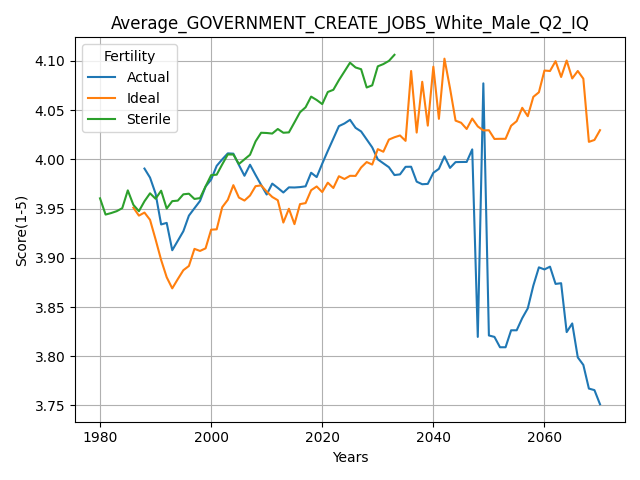 Average_GOVERNMENT_CREATE_JOBS_White_Male_Q2_IQ
Fertility
Actual
Ideal
Sterile
Score(1-5)
4.10
4.05
4.00
3.95
3.90
3.85
3.80
3.75
1980 2000 2020 2040 2060
Years